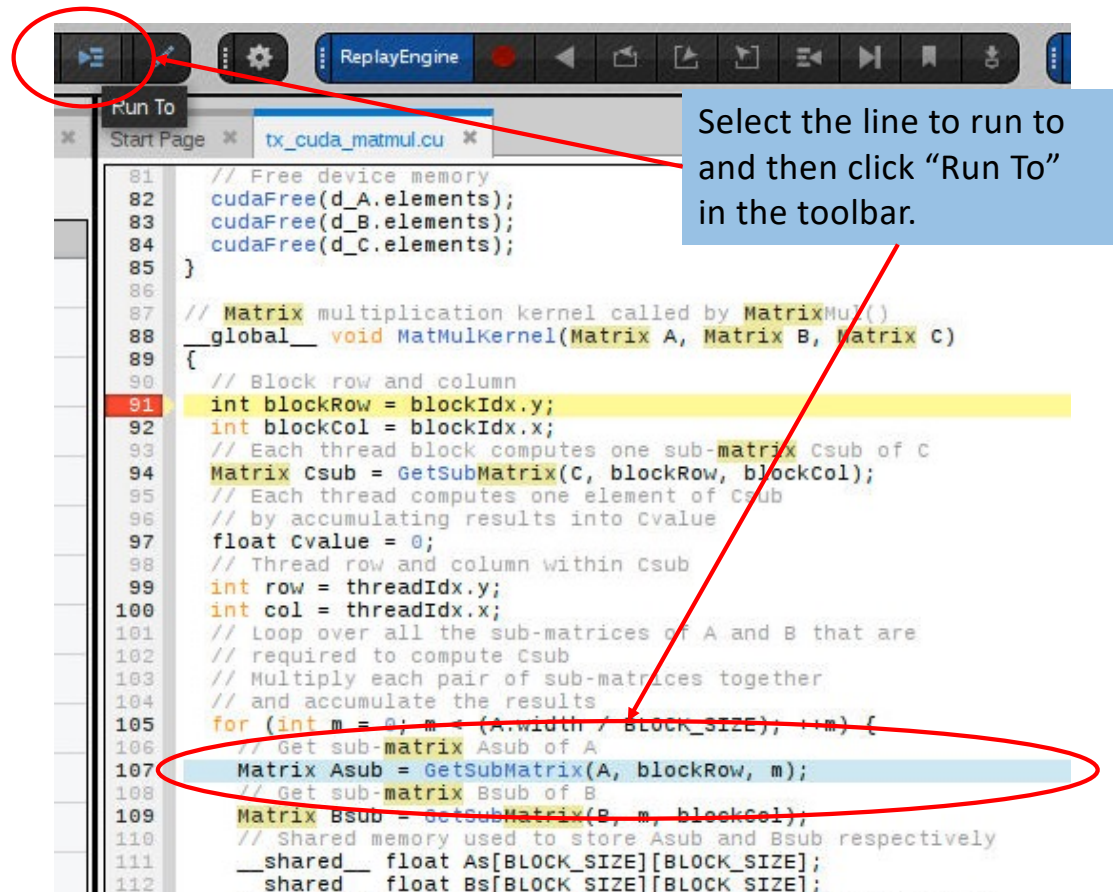 ReplayEngine
Run To
Start Page
tx_cuda_matmul.cu
Select the line to run to
and then click “Run To”
in the toolbar.
81 // Free device memory
82 cudaFree(d_A.elements);
83 cudaFree(d_B.elements);
84 cudaFree(d_C.elements);
85 }
86
87 // Matrix multiplication kernel called by MatrixMul()
88 __global__ void MatMulKernel(Matrix A, Matrix B, Matrix C)
89 {
90 // Block row and column
91 int blockRow = blockIdx.y;
92 int blockCol = blockIdx.x;
93 // Each thread block computes one sub-matrix Csub of C
94 Matrix Csub = GetSubMatrix(C, blockRow, blockCol);
95 // Each thread computes one element of Csub
96 // by accumulating results into Cvalue
97 float Cvalue = 0;
98 // Thread row and column within Csub
99 int row = threadIdx.y;
100 int col = threadIdx.x;
101 // Loop over all the sub-matrices of A and B that are
102 // required to compute Csub
103 // Multiply each pair of sub-matrices together
104 // and accumulate the results
105 for (int m = 0; m < (A.width / BLOCK_SIZE); ++m) {
106 // Get sub-matrix Asub of A
107 Matrix Asub = GetSubMatrix(A, blockRow, m);
108 // Get sub-matrix Bsub of B
109 Matrix Bsub = GetSubMatrix(B, m, blockCol);
110 // Shared memory used to store Asub and Bsub respectively
111 __shared__ float As[BLOCK_SIZE][BLOCK_SIZE];
112 __shared__ float Bs[BLOCK_SIZE][BLOCK_SIZE];